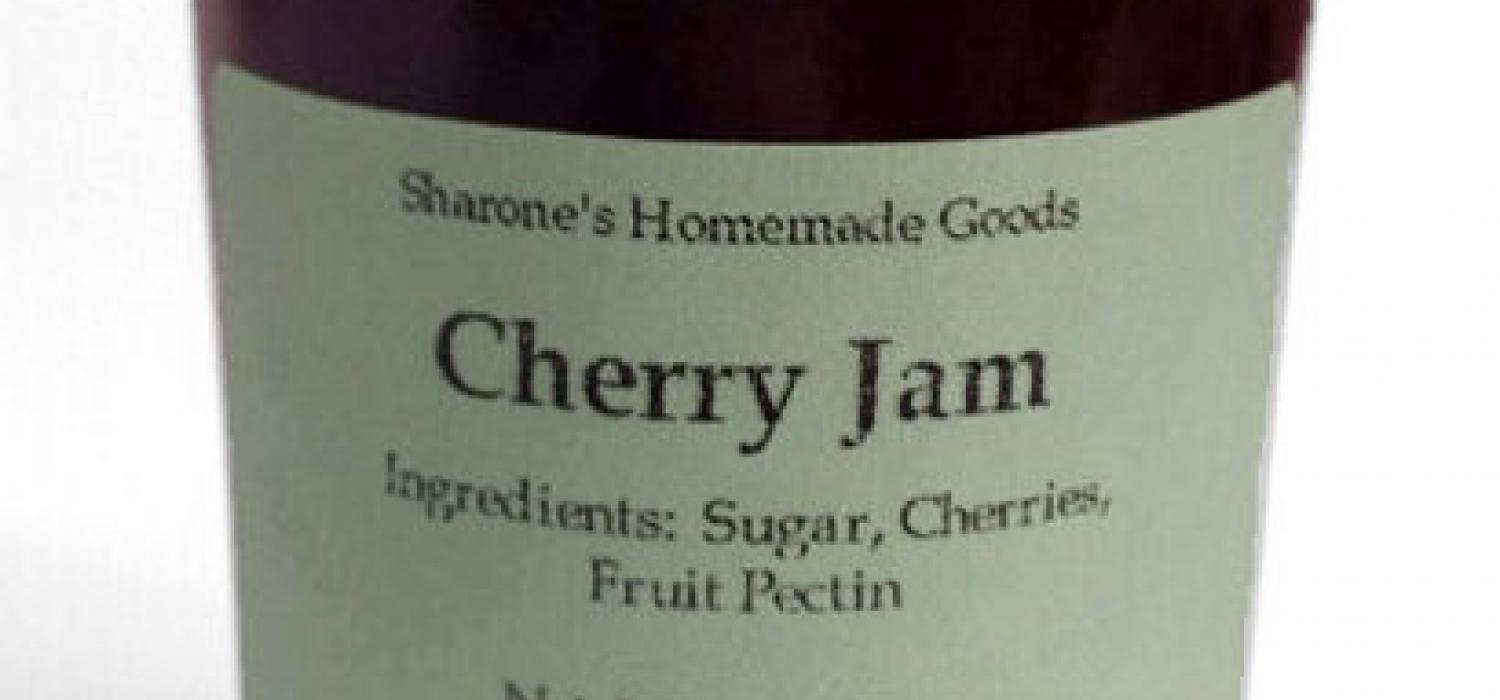 Sharone's Homemade Goods
Cherry Jam
Ingredients: Sugar, Cherries,
Fruit Pectin